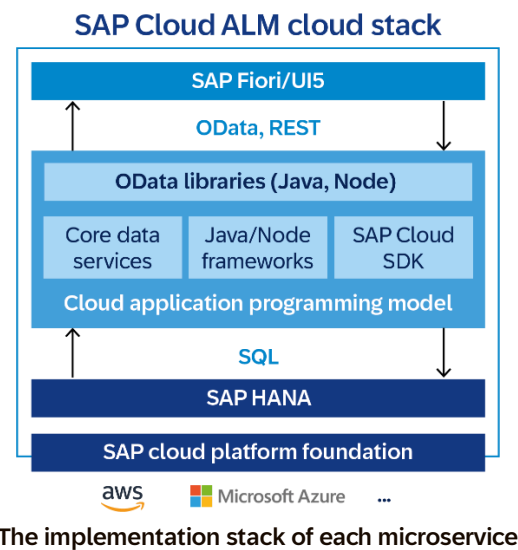 SAP Cloud ALM cloud stack
SAP Fiori/UI5
OData, REST
OData libraries (Java, Node)
Core data
services
Java/Node
frameworks
SAP Cloud
SDK
Cloud application programming model
SQL
SAP HANA
SAP cloud platform foundation
aws
Microsoft Azure
...
The implementation stack of each microservice